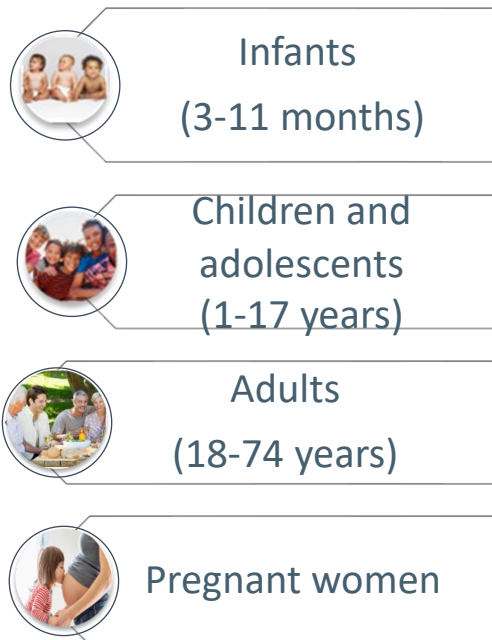 Infants
(3-11 months)
Children and
adolescents
(1-17 years)
Adults
(18-74 years)
Pregnant women